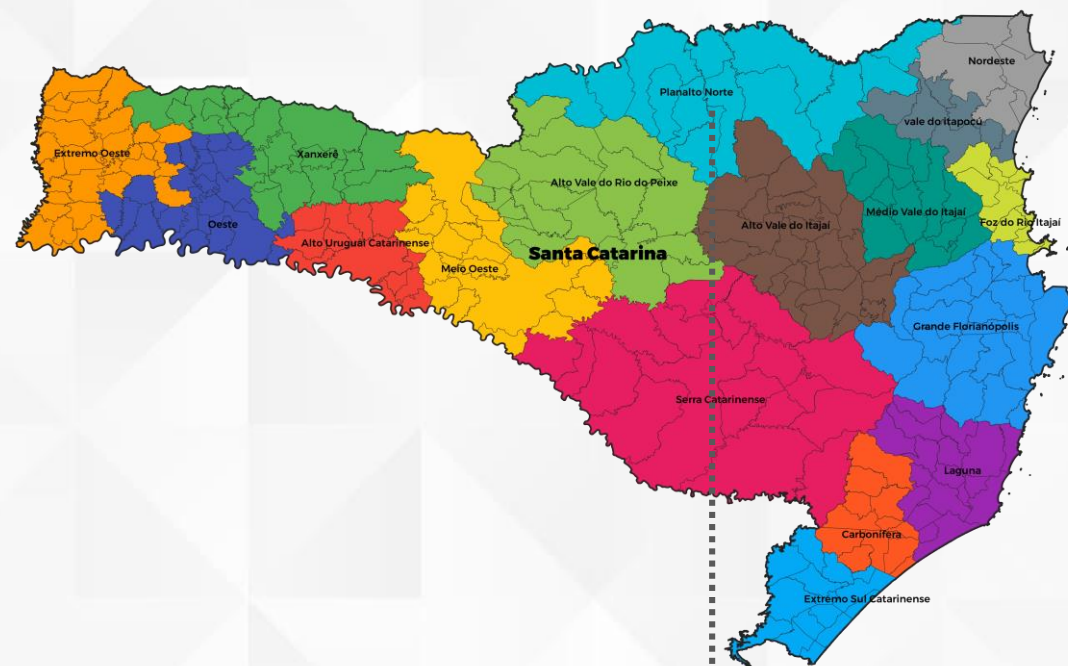 Nordeste
Planalto Norte
vale do Itapocú
Extremo Oeste
Xanxerê
Alto Vale do Rio do Peixe
Médio Vale do Itajaí
Foz do Rio Itajaí
Oeste
Alto Vale do Itajaí
Alto Urugual Catarinense
Santa Catarina
Meio Oeste
Grande Florianópolis
Serra Catarinense
Laguna
Carbonífera
Extremo Sul Catarinense